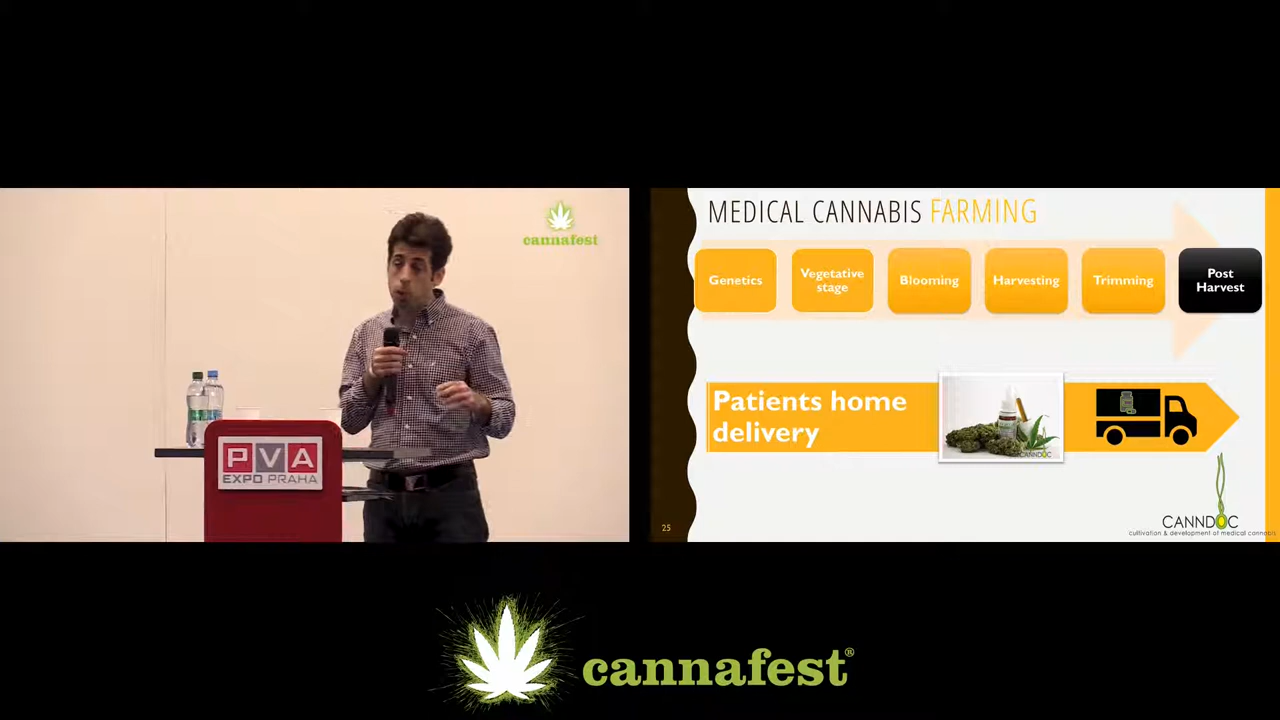 cannafest
PVA
EXPO PRAHA
MEDICAL CANNABIS FARMING
Genetics
Vegetative
stage
Blooming
Harvesting
Trimming
Post
Harvest
Patients home
delivery
CANNDOC
25
CANNDOC
cultivation & development of medical cannabis
cannafest®